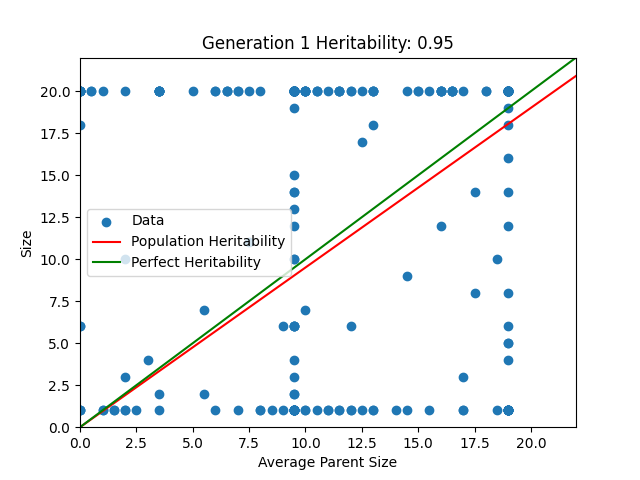 Generation 1 Heritability: 0.95
20.0
17.5
15.0
12.5
10.0
7.5
5.0
2.5
0.0
Size
Data
Population Heritability
Perfect Heritability
0.0 2.5 5.0 7.5 10.0 12.5 15.0 17.5 20.0
Average Parent Size